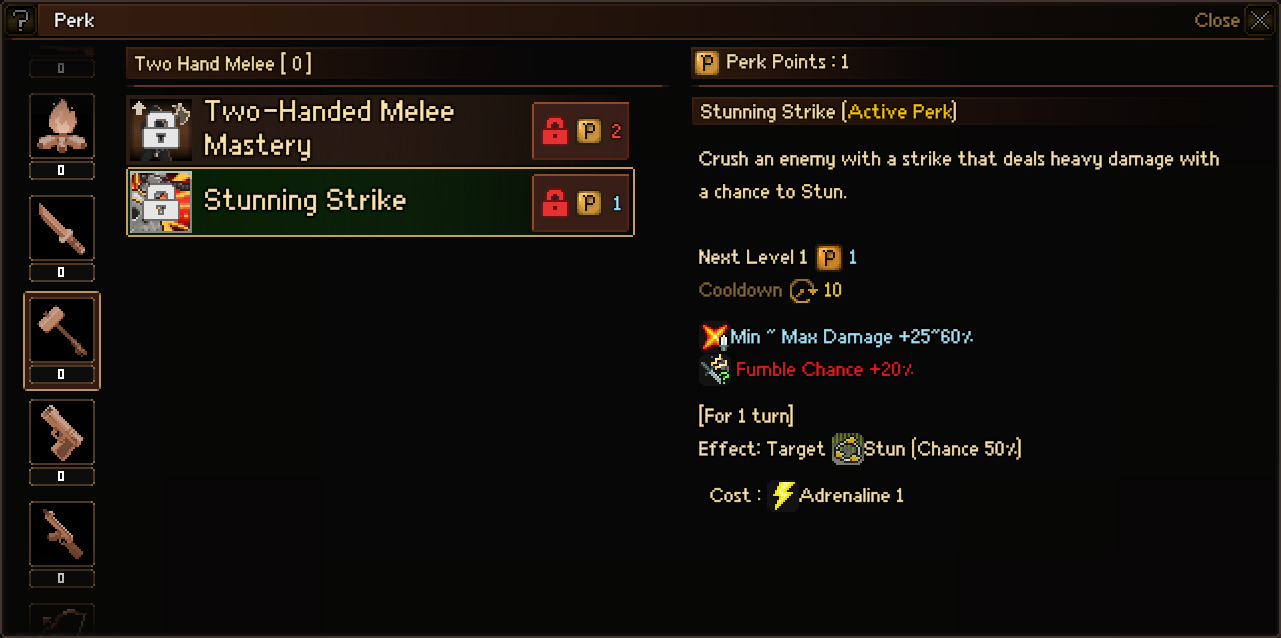 ? Perk
Close
0
0
0
0
0
0
Two Hand Melee [ 0 ]
Two-Handed Melee
Mastery
P 2
Stunning Strike
P 1
P Perk Points : 1
Stunning Strike [Active Perk]
Crush an enemy with a strike that deals heavy damage with
a chance to Stun.
Next Level 1 P 1
Cooldown 10
Min ~ Max Damage +25~60%
Fumble Chance +20%
[For 1 turn]
Effect: Target Stun (Chance 50%)
Cost : Adrenaline 1